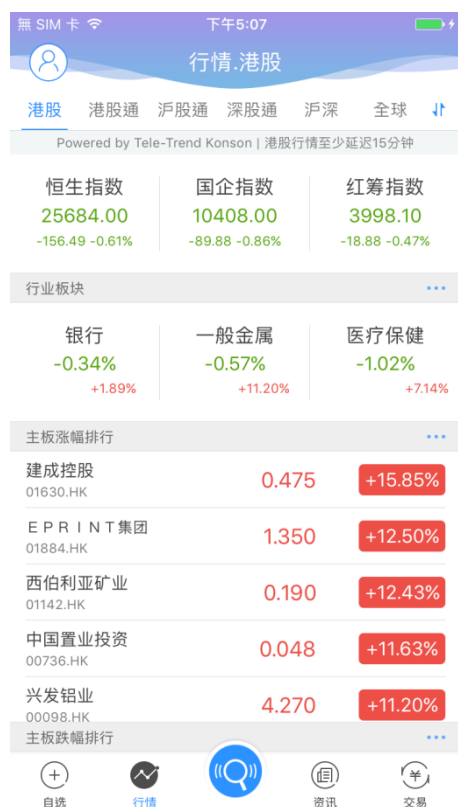 無 SIM 卡 下午5:07
行情.港股
港股 港股通 沪股通 深股通 沪深 全球
Powered by Tele-Trend Konson | 港股行情至少延迟15分钟
恒生指数 国企指数 红筹指数
25684.00 10408.00 3998.10
-156.49 -0.61% -89.88 -0.86% -18.88 -0.47%
行业板块
银行 一般金属 医疗保健
-0.34% -0.57% -1.02%
+1.89% +11.20% +7.14%
主板涨幅排行
建成控股 0.475 +15.85%
01630.HK
ＥＰＲＩＮＴ集团 1.350 +12.50%
01884.HK
西伯利亚矿业 0.190 +12.43%
01142.HK
中国置业投资 0.048 +11.63%
00736.HK
兴发铝业 4.270 +11.20%
00098.HK
主板跌幅排行
自选 行情 资讯 交易